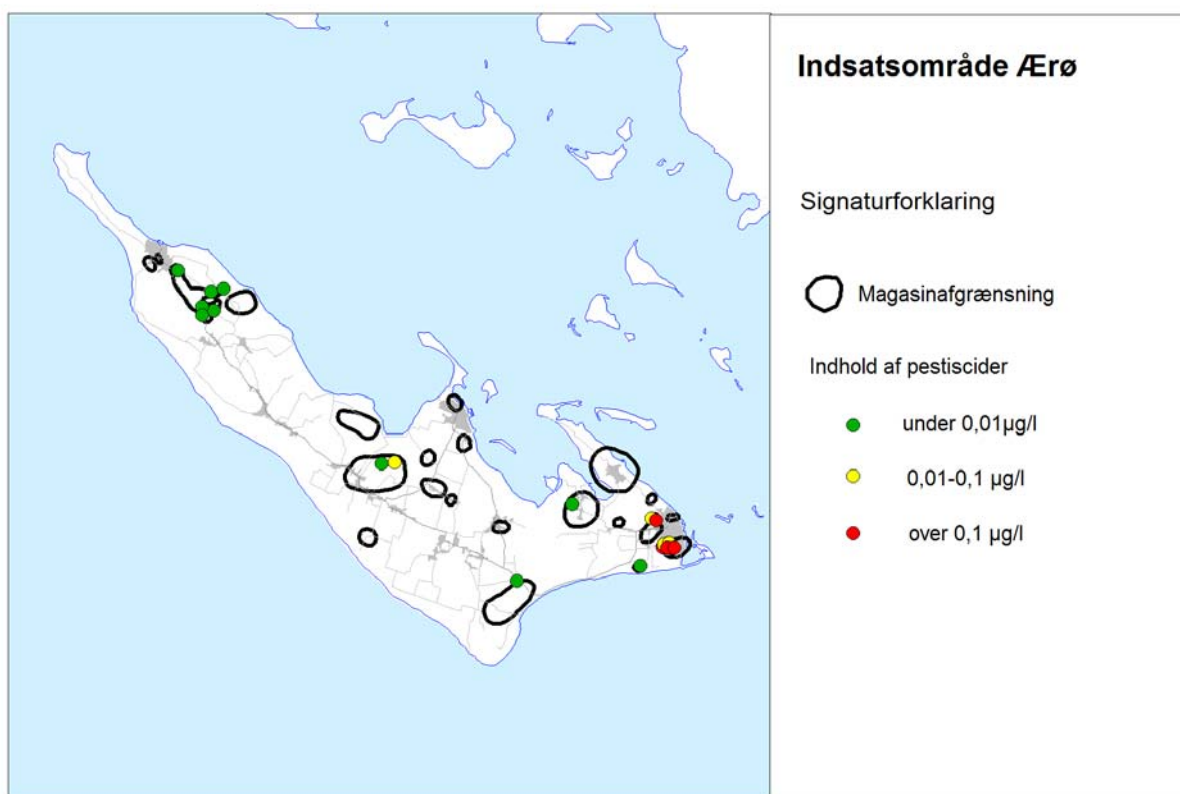 Indsatsområde Ærø
Signaturforklaring
Magasinafgrænsning
Indhold af pestiscider
under 0,01µg/l
0,01-0,1 µg/l
over 0,1 µg/l